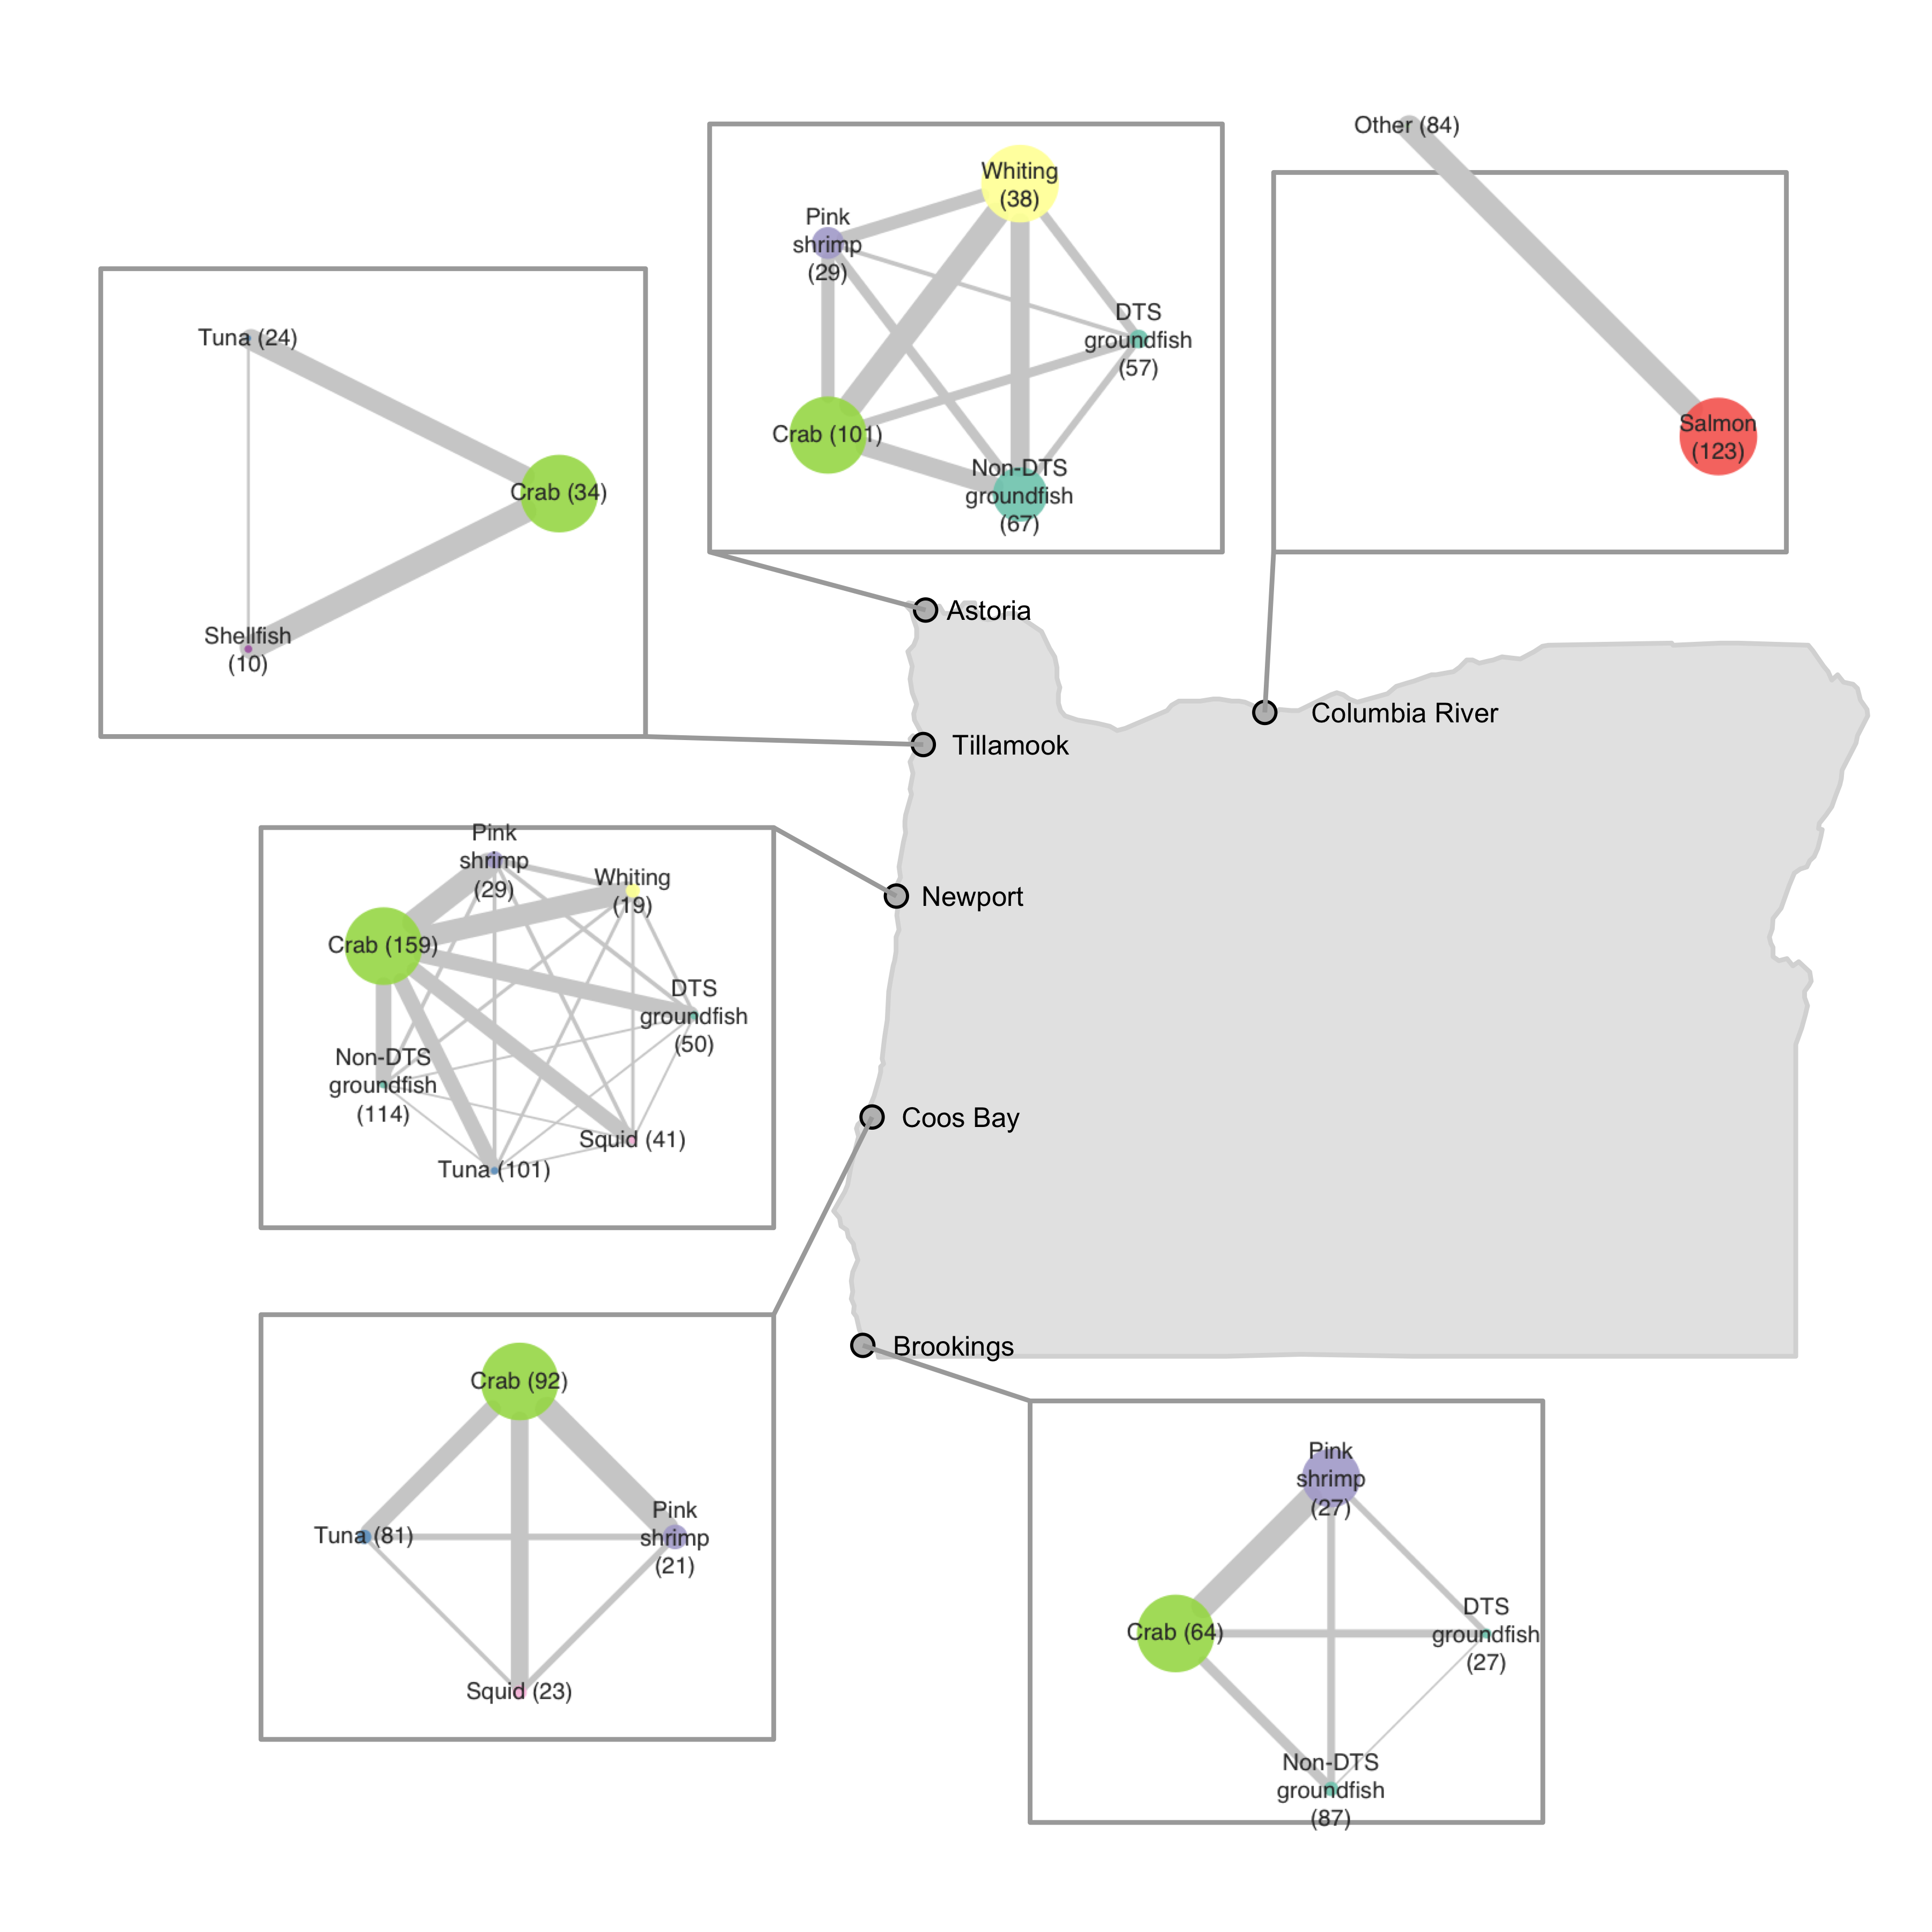 Other (84)
Salmon
(123)
Whiting
(38)
Pink
shrimp
(29)
DTS
groundfish
(57)
Crab (101)
Non-DTS
groundfish
(67)
Tuna (24)
Crab (34)
Shellfish
(10)
Astoria
Columbia River
Tillamook
Newport
Coos Bay
Brookings
Pink
shrimp
(29)
Whiting
(19)
Crab (159)
DTS
groundfish
(50)
Non-DTS
groundfish
(114)
Squid (41)
Tuna (101)
Crab (92)
Tuna (81)
Pink
shrimp
(21)
Squid (23)
Pink
shrimp
(27)
Crab (64)
DTS
groundfish
(27)
Non-DTS
groundfish
(87)